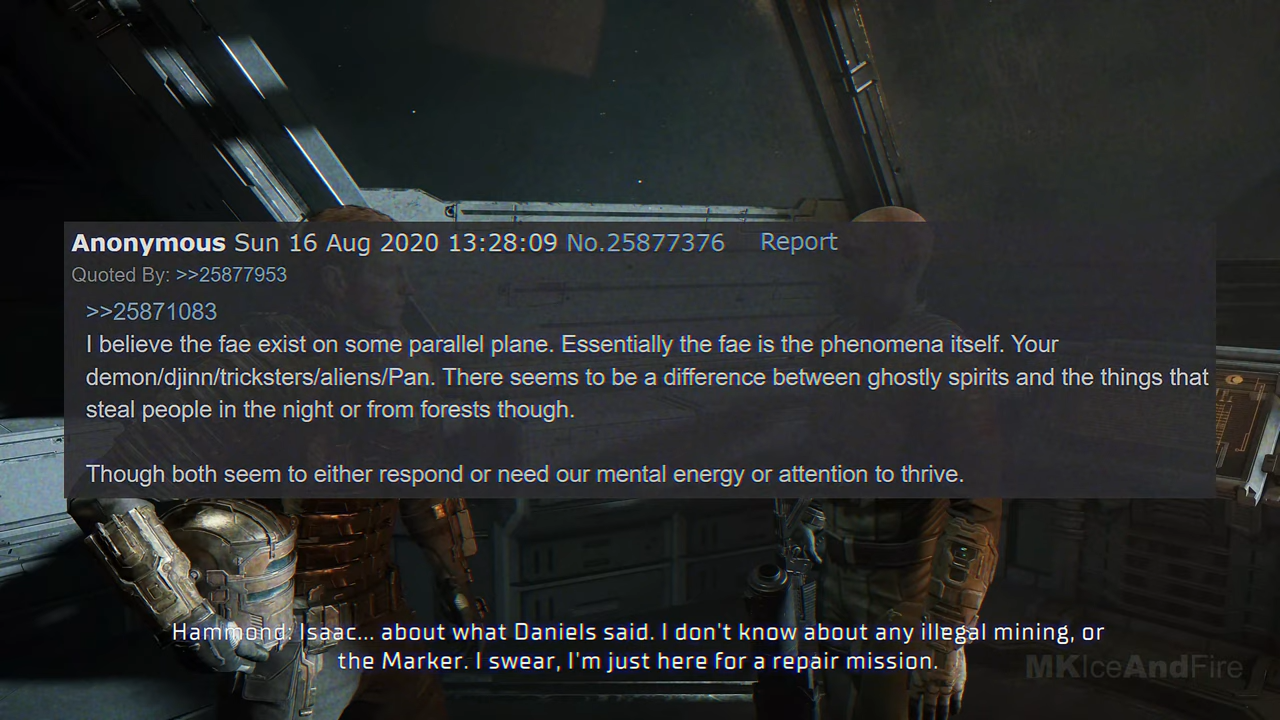 Anonymous Sun 16 Aug 2020 13:28:09 No.25877376 Report
Quoted By: >>25877953
>>25871083
I believe the fae exist on some parallel plane. Essentially the fae is the phenomena itself. Your
demon/djinn/tricksters/aliens/Pan. There seems to be a difference between ghostly spirits and the things that
steal people in the night or from forests though.
Though both seem to either respond or need our mental energy or attention to thrive.
Hammond: Isaac... about what Daniels said. I don't know about any illegal mining, or
the Marker. I swear, I'm just here for a repair mission.
MKIceAndFire